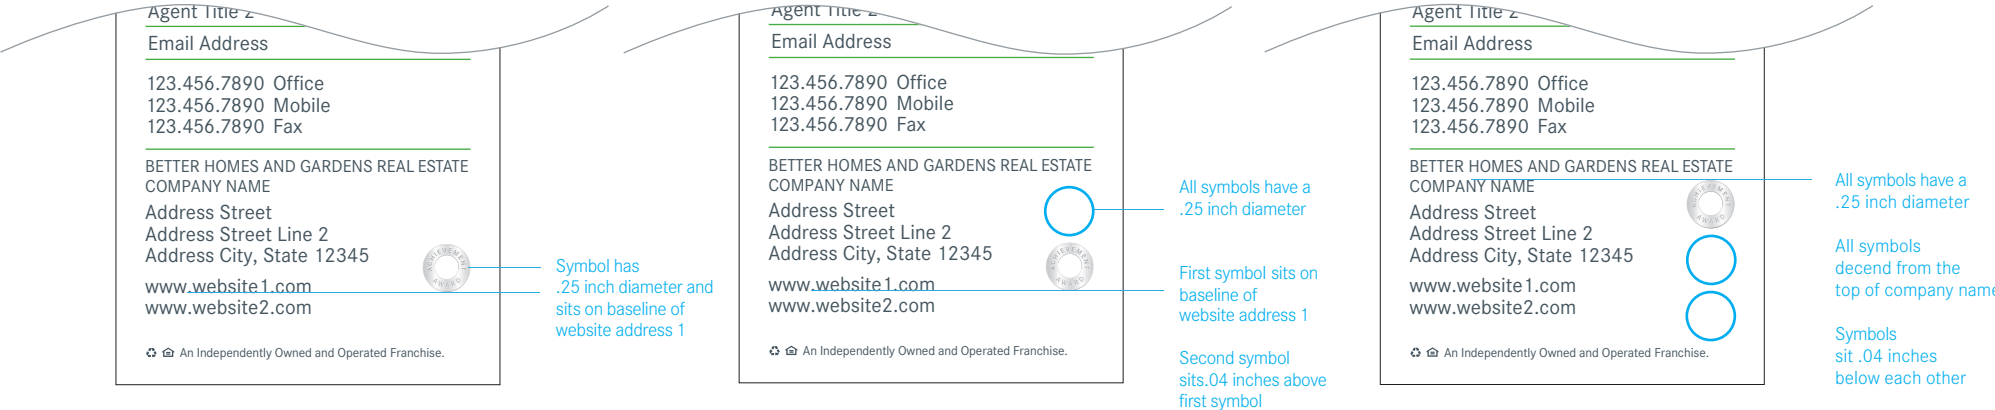 Agent Title 2
Email Address
123.456.7890 Office
123.456.7890 Mobile
123.456.7890 Fax
BETTER HOMES AND GARDENS REAL ESTATE
COMPANY NAME
Address Street
Address Street Line 2
Address City, State 12345
www.website1.com
www.website2.com
An Independently Owned and Operated Franchise.
ACHIEVEMENT
AWARD
Symbol has
.25 inch diameter and
sits on baseline of
website address 1
Agent Title 2
Email Address
123.456.7890 Office
123.456.7890 Mobile
123.456.7890 Fax
BETTER HOMES AND GARDENS REAL ESTATE
COMPANY NAME
Address Street
Address Street Line 2
Address City, State 12345
www.website1.com
www.website2.com
An Independently Owned and Operated Franchise.
ACHIEVEMENT
AWARD
All symbols have a
.25 inch diameter
First symbol sits on
baseline of
website address 1
Second symbol
sits.04 inches above
first symbol
Agent Title 2
Email Address
123.456.7890 Office
123.456.7890 Mobile
123.456.7890 Fax
BETTER HOMES AND GARDENS REAL ESTATE
COMPANY NAME
Address Street
Address Street Line 2
Address City, State 12345
www.website1.com
www.website2.com
An Independently Owned and Operated Franchise.
ACHIEVEMENT
AWARD
All symbols have a
.25 inch diameter
All symbols
decend from the
top of company name
Symbols
sit .04 inches
below each other